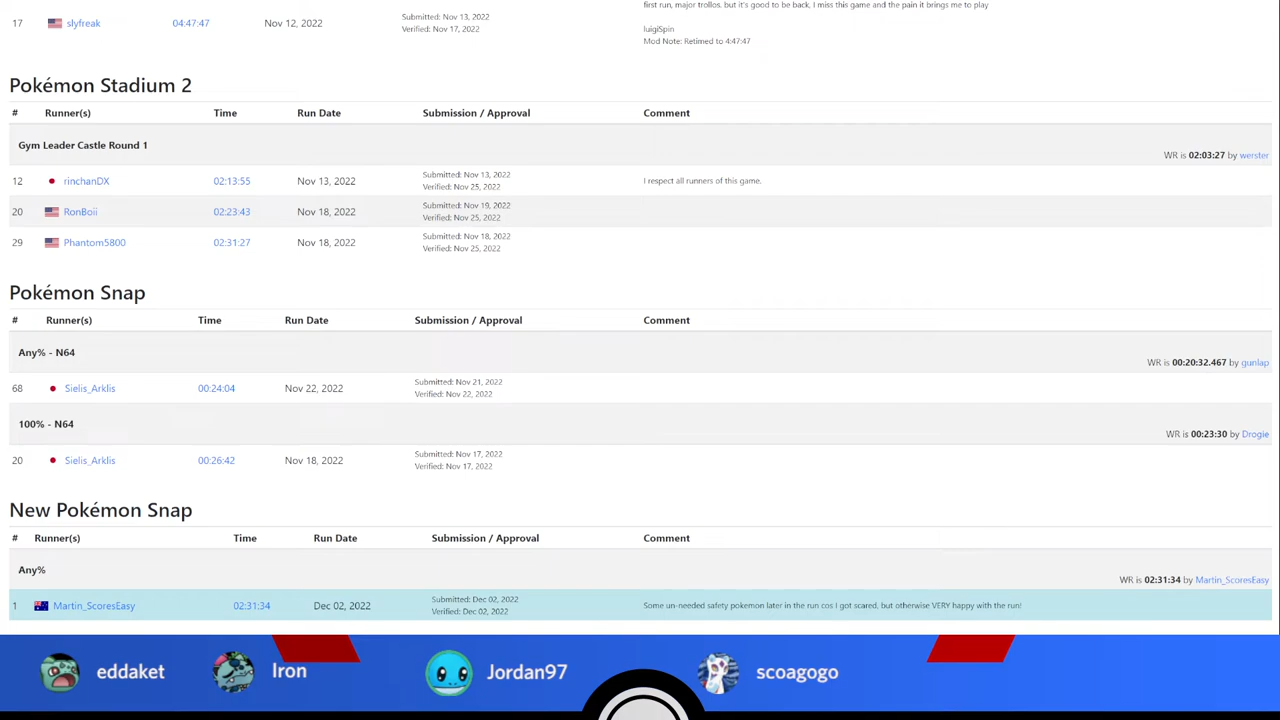 first run, major trollos. but it's good to be back, I miss this game and the pain it brings me to play
17 slyfreak 04:47:47 Nov 12, 2022 Submitted: Nov 13, 2022
Verified: Nov 17, 2022
luigiSpin
Mod Note: Retimed to 4:47:47
Pokémon Stadium 2
# Runner(s) Time Run Date Submission / Approval Comment
Gym Leader Castle Round 1
WR is 02:03:27 by werster
12 rinchanDX 02:13:55 Nov 13, 2022 Submitted: Nov 13, 2022 I respect all runners of this game.
Verified: Nov 25, 2022
20 RonBoii 02:23:43 Nov 18, 2022 Submitted: Nov 19, 2022
Verified: Nov 25, 2022
29 Phantom5800 02:31:27 Nov 18, 2022 Submitted: Nov 18, 2022
Verified: Nov 25, 2022
Pokémon Snap
# Runner(s) Time Run Date Submission / Approval Comment
Any% - N64
WR is 00:20:32.467 by gunlap
68 Sielis_Arklis 00:24:04 Nov 22, 2022 Submitted: Nov 21, 2022
Verified: Nov 22, 2022
100% - N64
WR is 00:23:30 by Drogie
20 Sielis_Arklis 00:26:42 Nov 18, 2022 Submitted: Nov 17, 2022
Verified: Nov 17, 2022
New Pokémon Snap
# Runner(s) Time Run Date Submission / Approval Comment
Any%
WR is 02:31:34 by Martin_ScoresEasy
1 Martin_ScoresEasy 02:31:34 Dec 02, 2022 Submitted: Dec 02, 2022 Some un-needed safety pokemon later in the run cos I got scared, but otherwise VERY happy with the run!
Verified: Dec 02, 2022
eddaket Iron Jordan97 scoagogo